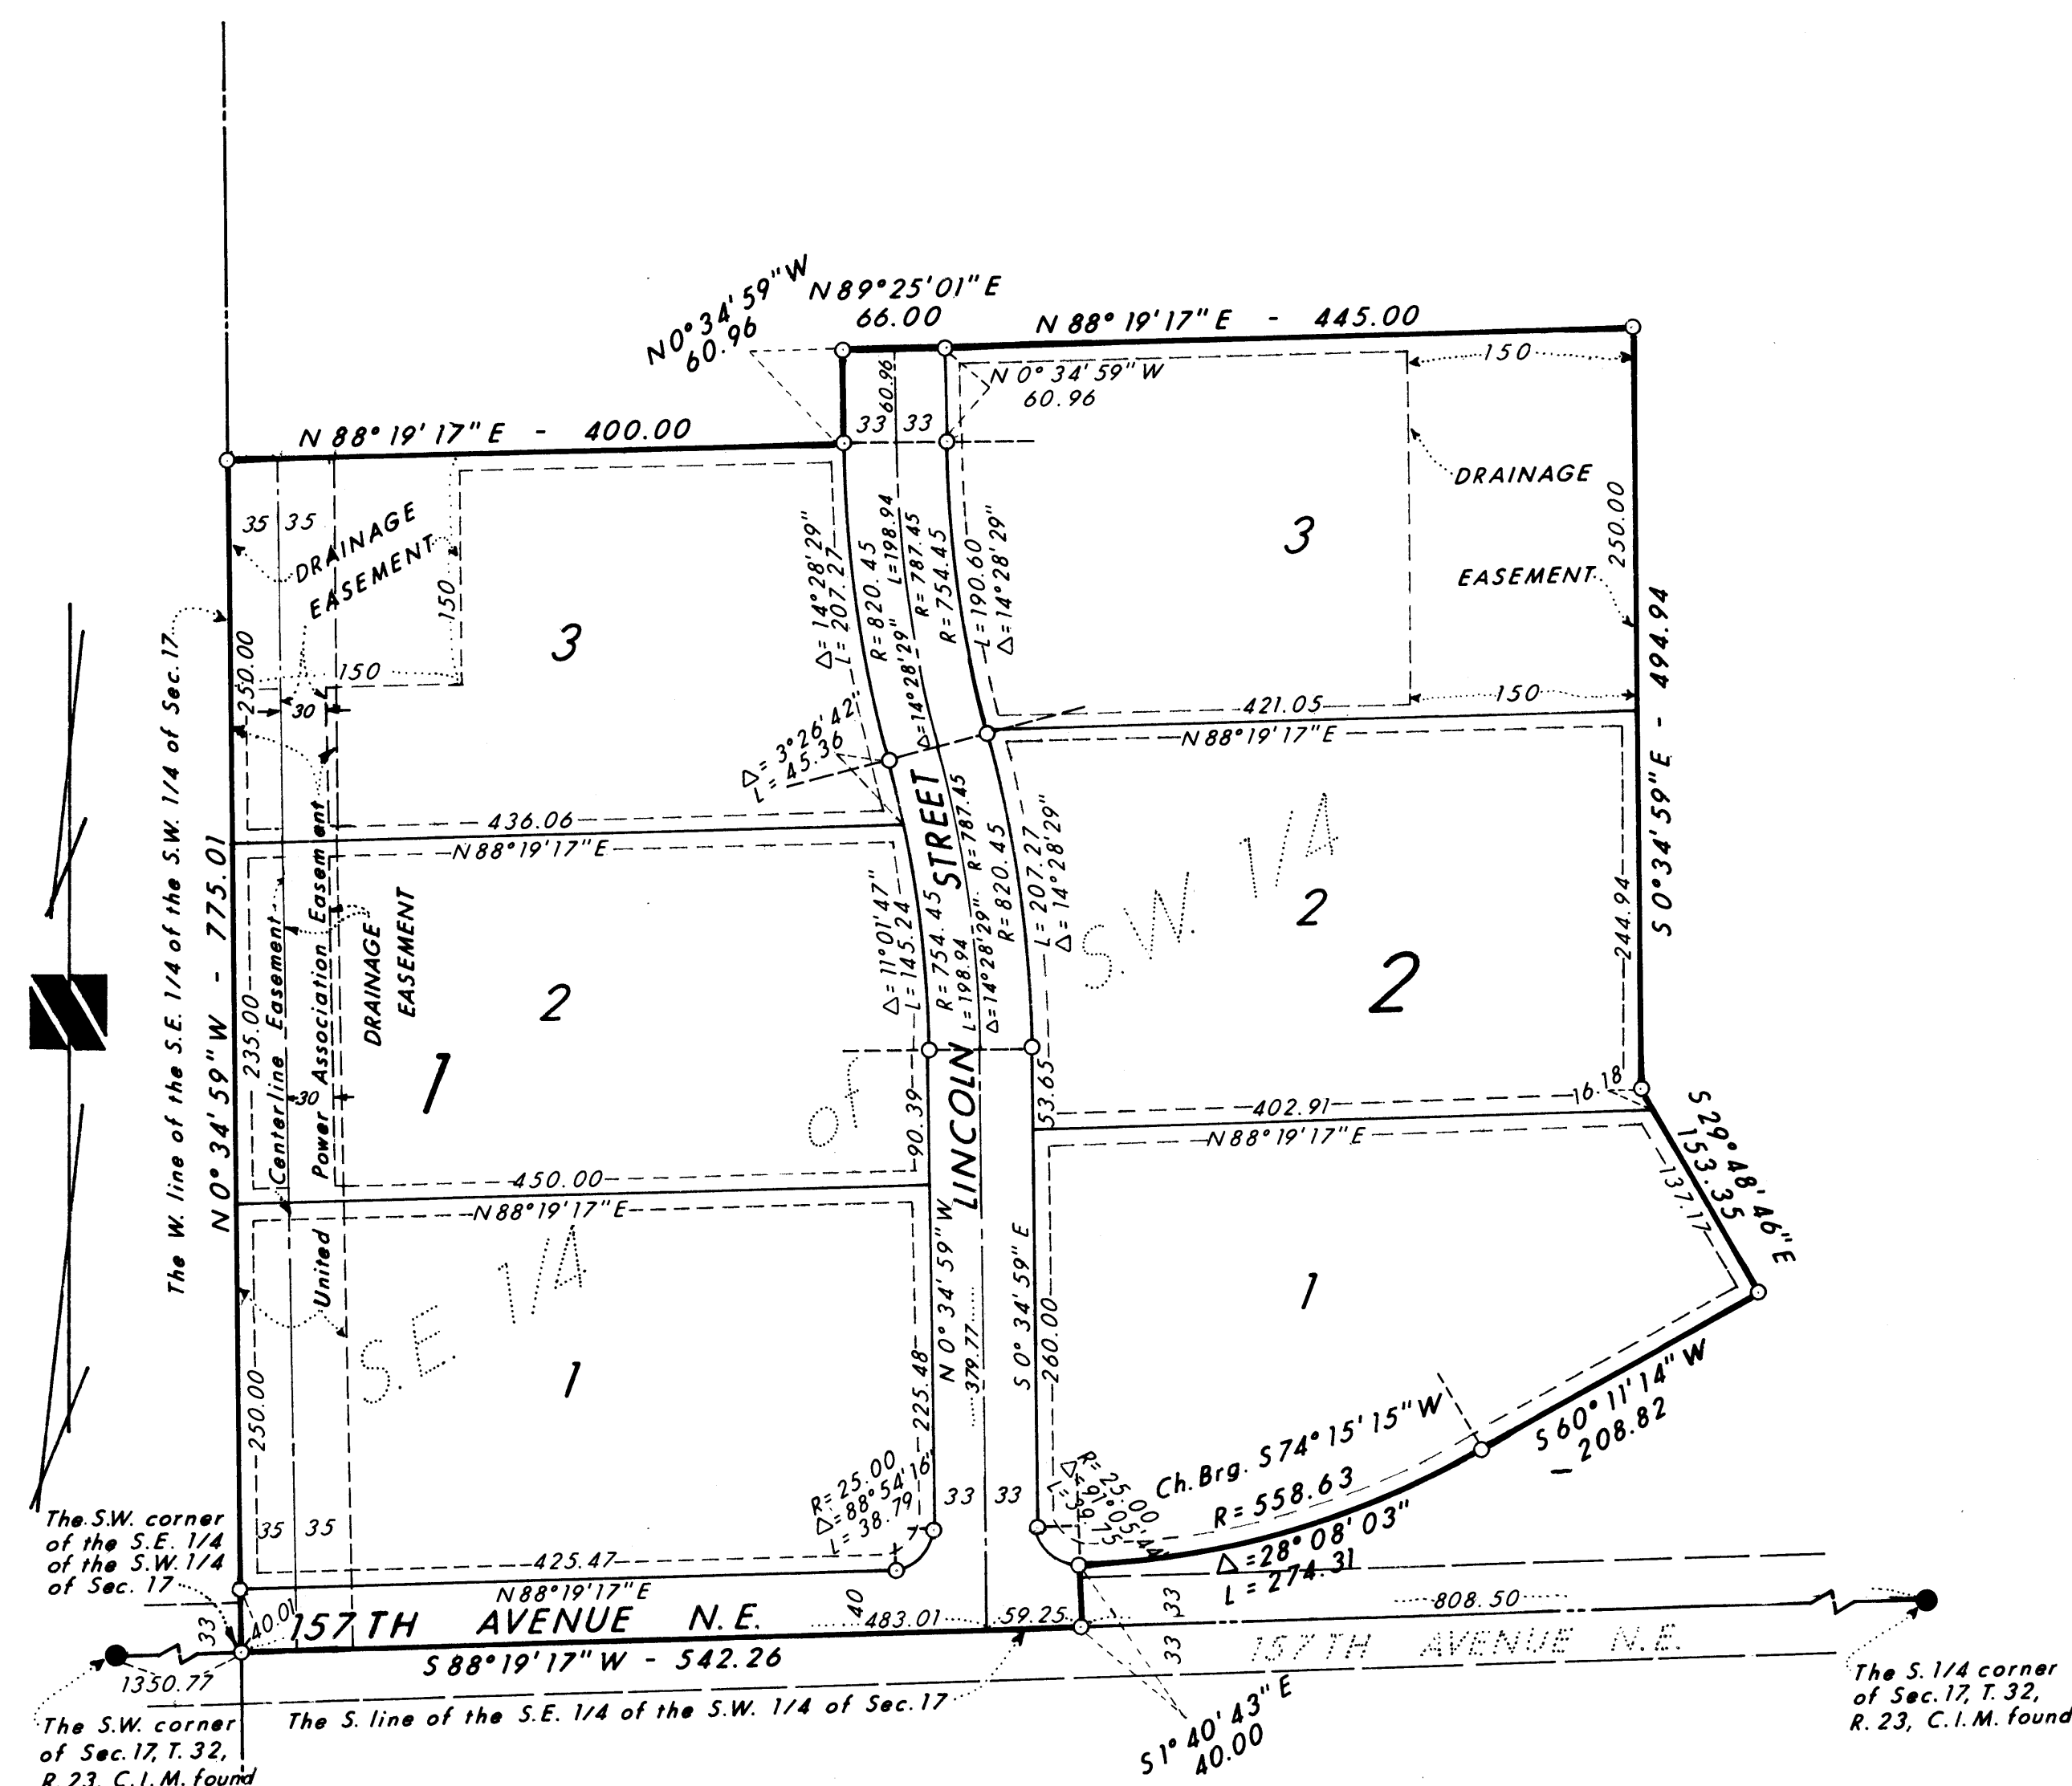 N 0° 34' 59" W
60.96
N 89° 25' 01" E
66.00
N 88° 19' 17" E - 445.00
150
N 0° 34' 59" W
60.96
60.96
33 33
N 88° 19' 17" E - 400.00
DRAINAGE
EASEMENT
250.00
3
S 0° 34' 59" E - 494.94
35 35
DRAINAGE
EASEMENT
150
150
250.00
30
3
Δ= 14° 28' 29"
L= 207.27
R= 820.45
L=198.94
R= 787.45
Δ=14° 28' 29"
R= 754.45
L=190.60
Δ=14° 28' 29"
150
421.05
N 88° 19' 17" E
Δ= 3° 26' 42"
L= 45.36
436.06
N 88° 19' 17" E
The W. line of the S.E. 1/4 of the S.W. 1/4 of Sec. 17
N 0° 34' 59" W - 775.01
235.00
Centerline Easement
United Power Association Easement
DRAINAGE
EASEMENT
30
2
1
Δ= 11° 01' 47"
L= 145.24
R= 754.45
L=198.94
Δ=14° 28' 29"
R= 787.45
R= 820.45
L= 207.27
Δ= 14° 28' 29"
LINCOLN STREET
S.W. 1/4
2
2
244.94
of
90.39
53.65
402.91
16.18
N 88° 19' 17" E
450.00
N 88° 19' 17" E
S 29° 48' 46" E
153.35
137.17
S.E. 1/4
1
250.00
N 0° 34' 59" W
379.77
S 0° 34' 59" E
260.00
225.48
1
S 60° 11' 14" W
- 208.82
Ch. Brg. S 74° 15' 15" W
R= 558.63
Δ =28° 08' 03"
L = 274.31
R= 25.00
Δ=88° 54' 16"
L= 38.79
33 33
R= 25.00
Δ=91° 05' 44"
L= 39.75
35 35
425.47
N 88° 19' 17" E
The S.W. corner
of the S.E. 1/4
of the S.W. 1/4
of Sec. 17
33
40.01
157TH AVENUE N.E.
40
483.01
59.25
33
33
808.50
157TH AVENUE N.E.
S 88° 19' 17" W - 542.26
1350.77
The S. line of the S.E. 1/4 of the S.W. 1/4 of Sec. 17
S 1° 40' 43" E
40.00
The S.W. corner
of Sec. 17, T. 32,
R. 23, C.I.M. found
The S. 1/4 corner
of Sec. 17, T. 32,
R. 23, C.I.M. found
N